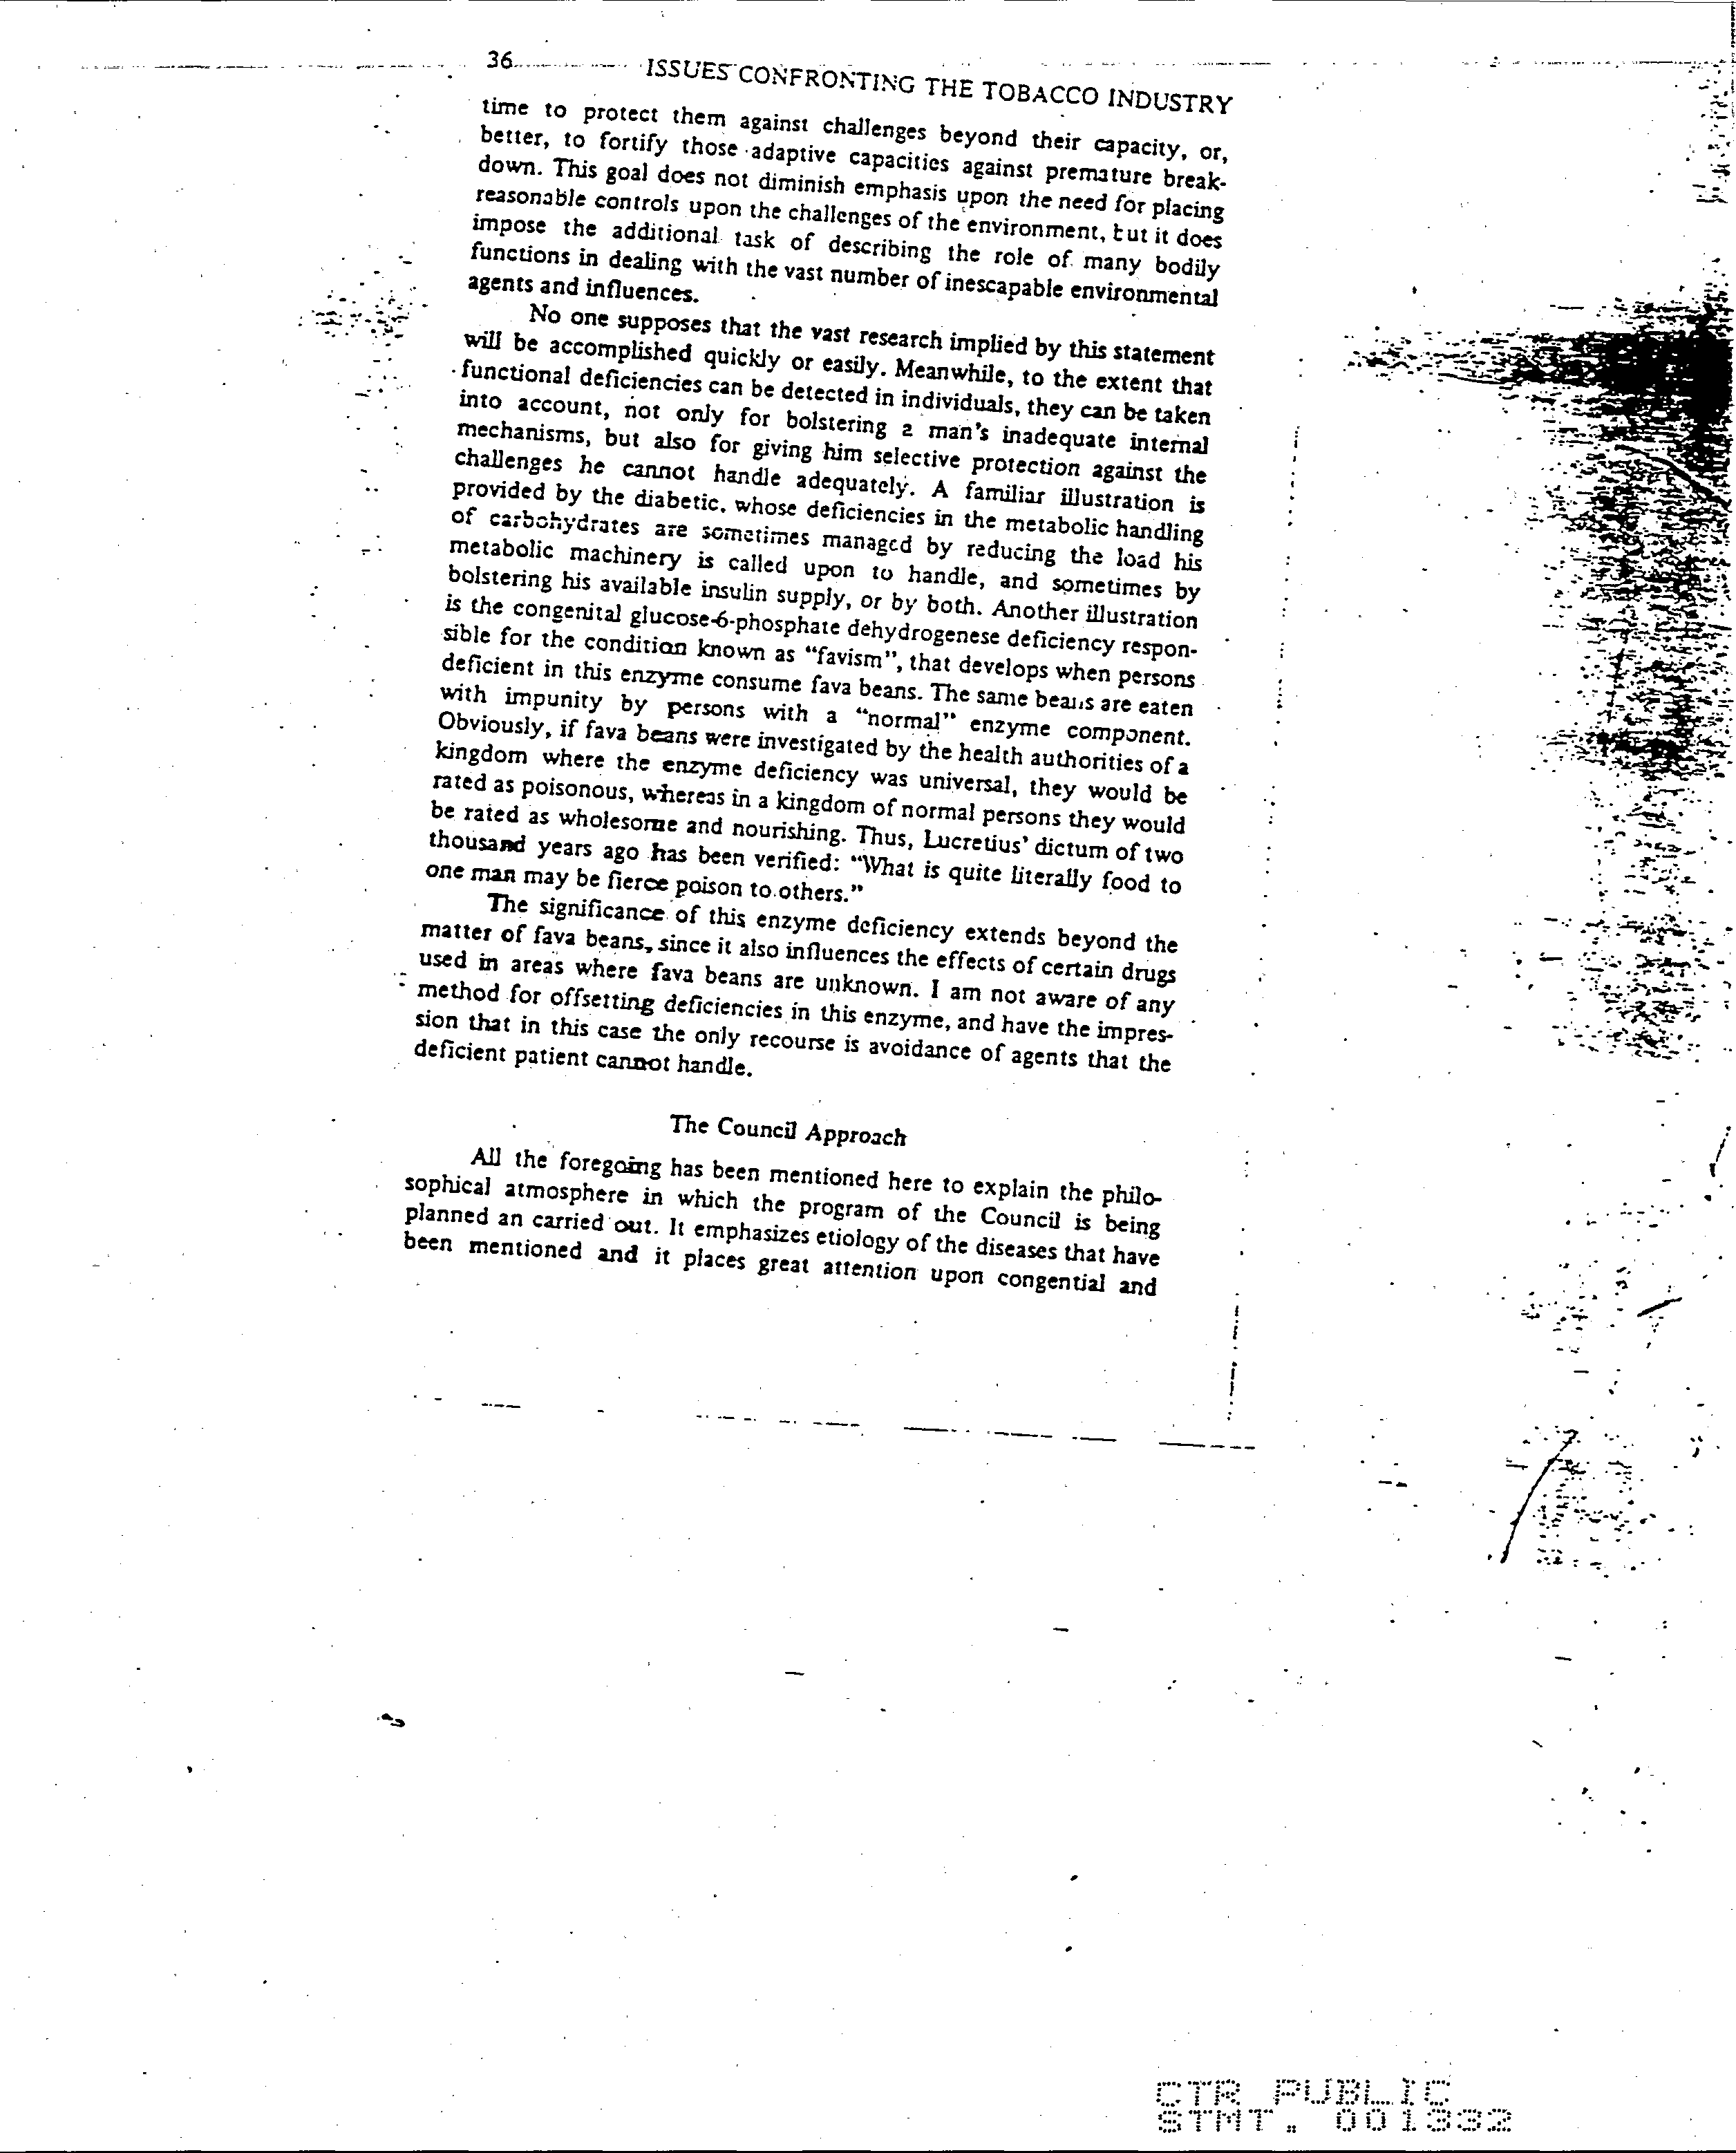 36 ISSUES CONFRONTING THE TOBACCO INDUSTRY
time to protect them against challenges beyond their capacity, or,
better, to fortify those adaptive capacities against premature break-
down. This goal does not diminish emphasis upon the need for placing
reasonable controls upon the challenges of the environment, but it does
impose the additional task of describing the role of many bodily
functions in dealing with the vast number of inescapable environmental
agents and influences.
No one supposes that the vast research implied by this statement
will be accomplished quickly or easily. Meanwhile, to the extent that
functional deficiencies can be detected in individuals, they can be taken
into account, not only for bolstering a man's inadequate internal
mechanisms, but also for giving him selective protection against the
challenges he cannot handle adequately. A familiar illustration is
provided by the diabetic, whose deficiencies in the metabolic handling
of carbohydrates are sometimes managed by reducing the load his
metabolic machinery is called upon to handle, and sometimes by
bolstering his available insulin supply, or by both. Another illustration
is the congenital glucose-6-phosphate dehydrogenese deficiency respon-
sible for the condition known as "favism", that develops when persons
deficient in this enzyme consume fava beans. The same beans are eaten
with impunity by persons with a "normal" enzyme component.
Obviously, if fava beans were investigated by the health authorities of a
kingdom where the enzyme deficiency was universal, they would be
rated as poisonous, whereas in a kingdom of normal persons they would
be rated as wholesome and nourishing. Thus, Lucretius' dictum of two
thousand years ago has been verified: "What is quite literally food to
one man may be fierce poison to others."
The significance of this enzyme deficiency extends beyond the
matter of fava beans, since it also influences the effects of certain drugs
used in areas where fava beans are unknown. I am not aware of any
method for offsetting deficiencies in this enzyme, and have the impres-
sion that in this case the only recourse is avoidance of agents that the
deficient patient cannot handle.
The Council Approach
All the foregoing has been mentioned here to explain the philo-
sophical atmosphere in which the program of the Council is being
planned an carried out. It emphasizes etiology of the diseases that have
been mentioned and it places great attention upon congential and
CTR PUBLIC
STMT. 001332